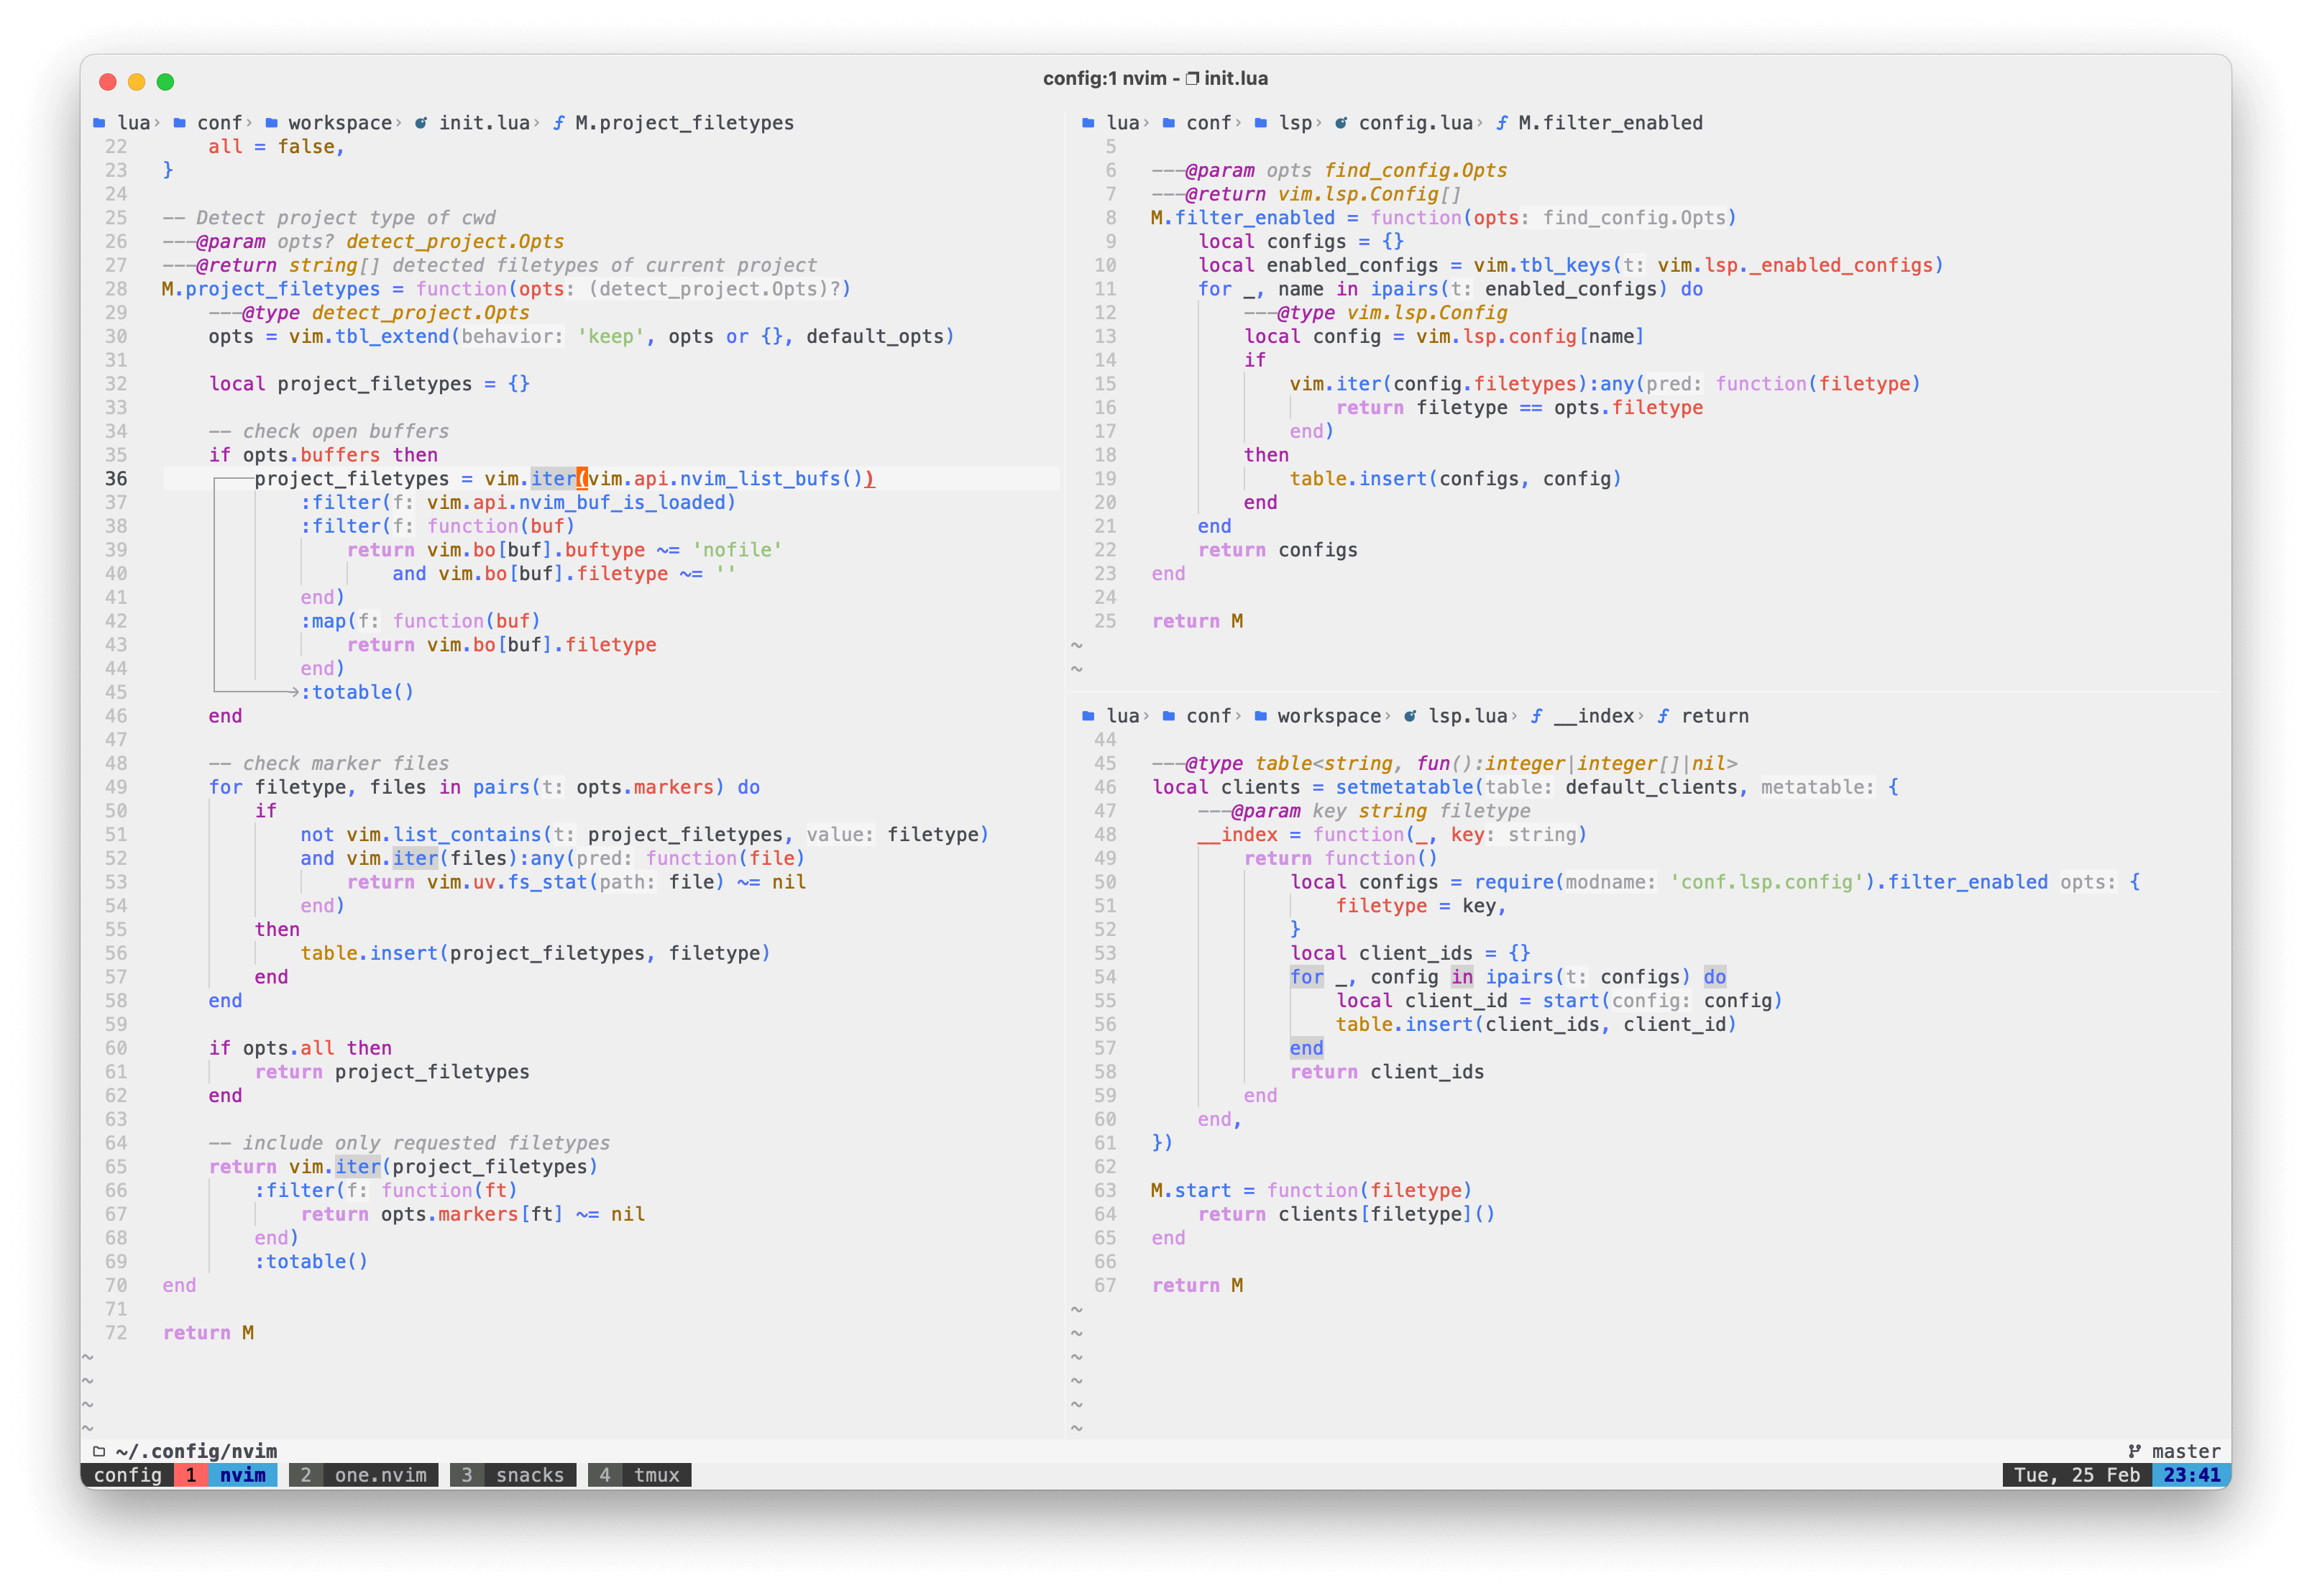 config:1 nvim - init.lua
lua› conf› workspace› init.lua› ƒ M.project_filetypes
22 all = false,
23 }
24
25 -- Detect project type of cwd
26 ---@param opts? detect_project.Opts
27 ---@return string[] detected filetypes of current project
28 M.project_filetypes = function(opts: (detect_project.Opts)?)
29 ---@type detect_project.Opts
30 opts = vim.tbl_extend(behavior: 'keep', opts or {}, default_opts)
31
32 local project_filetypes = {}
33
34 -- check open buffers
35 if opts.buffers then
36 project_filetypes = vim.iter(vim.api.nvim_list_bufs())
37 :filter(f: vim.api.nvim_buf_is_loaded)
38 :filter(f: function(buf)
39 return vim.bo[buf].buftype ~= 'nofile'
40 and vim.bo[buf].filetype ~= ''
41 end)
42 :map(f: function(buf)
43 return vim.bo[buf].filetype
44 end)
45 :totable()
46 end
47
48 -- check marker files
49 for filetype, files in pairs(t: opts.markers) do
50 if
51 not vim.list_contains(t: project_filetypes, value: filetype)
52 and vim.iter(files):any(pred: function(file)
53 return vim.uv.fs_stat(path: file) ~= nil
54 end)
55 then
56 table.insert(project_filetypes, filetype)
57 end
58 end
59
60 if opts.all then
61 return project_filetypes
62 end
63
64 -- include only requested filetypes
65 return vim.iter(project_filetypes)
66 :filter(f: function(ft)
67 return opts.markers[ft] ~= nil
68 end)
69 :totable()
70 end
71
72 return M
~
~
~
~
lua› conf› lsp› config.lua› ƒ M.filter_enabled
5
6 ---@param opts find_config.Opts
7 ---@return vim.lsp.Config[]
8 M.filter_enabled = function(opts: find_config.Opts)
9 local configs = {}
10 local enabled_configs = vim.tbl_keys(t: vim.lsp._enabled_configs)
11 for _, name in ipairs(t: enabled_configs) do
12 ---@type vim.lsp.Config
13 local config = vim.lsp.config[name]
14 if
15 vim.iter(config.filetypes):any(pred: function(filetype)
16 return filetype == opts.filetype
17 end)
18 then
19 table.insert(configs, config)
20 end
21 end
22 return configs
23 end
24
25 return M
~
~
lua› conf› workspace› lsp.lua› ƒ __index› ƒ return
44
45 ---@type table<string, fun():integer|integer[]|nil>
46 local clients = setmetatable(table: default_clients, metatable: {
47 ---@param key string filetype
48 __index = function(_, key: string)
49 return function()
50 local configs = require(modname: 'conf.lsp.config').filter_enabled opts: {
51 filetype = key,
52 }
53 local client_ids = {}
54 for _, config in ipairs(t: configs) do
55 local client_id = start(config: config)
56 table.insert(client_ids, client_id)
57 end
58 return client_ids
59 end
60 end,
61 })
62
63 M.start = function(filetype)
64 return clients[filetype]()
65 end
66
67 return M
~
~
~
~
~
~
~/.config/nvim master
config 1 nvim 2 one.nvim 3 snacks 4 tmux Tue, 25 Feb 23:41